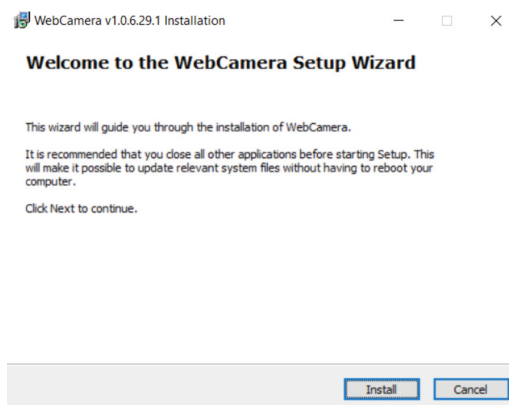 WebCamera v1.0.6.29.1 Installation
Welcome to the WebCamera Setup Wizard
This wizard will guide you through the installation of WebCamera.
It is recommended that you close all other applications before starting Setup. This
will make it possible to update relevant system files without having to reboot your
computer.
Click Next to continue.
Install
Cancel